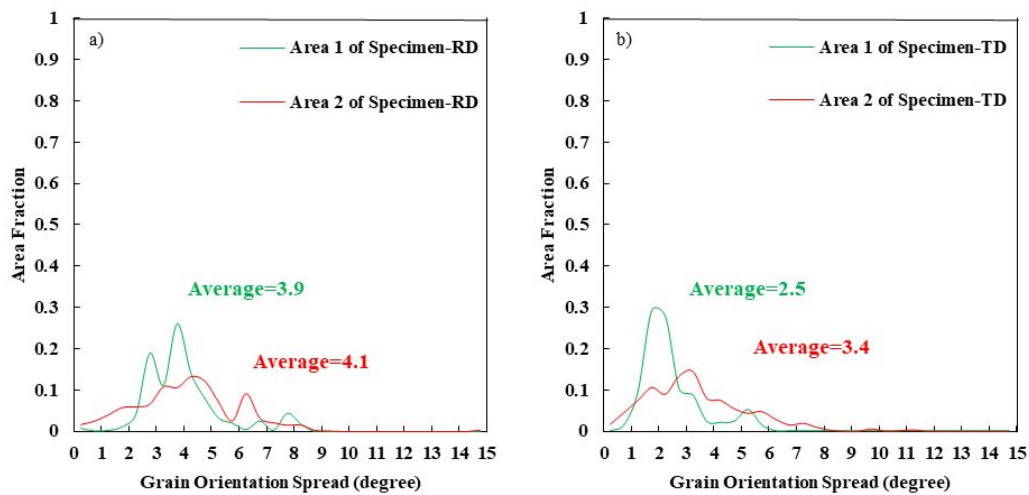 a)
Area 1 of Specimen-RD
Area 2 of Specimen-RD
Average=3.9
Average=4.1
Area Fraction
1
0.9
0.8
0.7
0.6
0.5
0.4
0.3
0.2
0.1
0
0 1 2 3 4 5 6 7 8 9 10 11 12 13 14 15
Grain Orientation Spread (degree)
b)
Area 1 of Specimen-TD
Area 2 of Specimen-TD
Average=2.5
Average=3.4
Area Fraction
1
0.9
0.8
0.7
0.6
0.5
0.4
0.3
0.2
0.1
0
0 1 2 3 4 5 6 7 8 9 10 11 12 13 14 15
Grain Orientation Spread (degree)